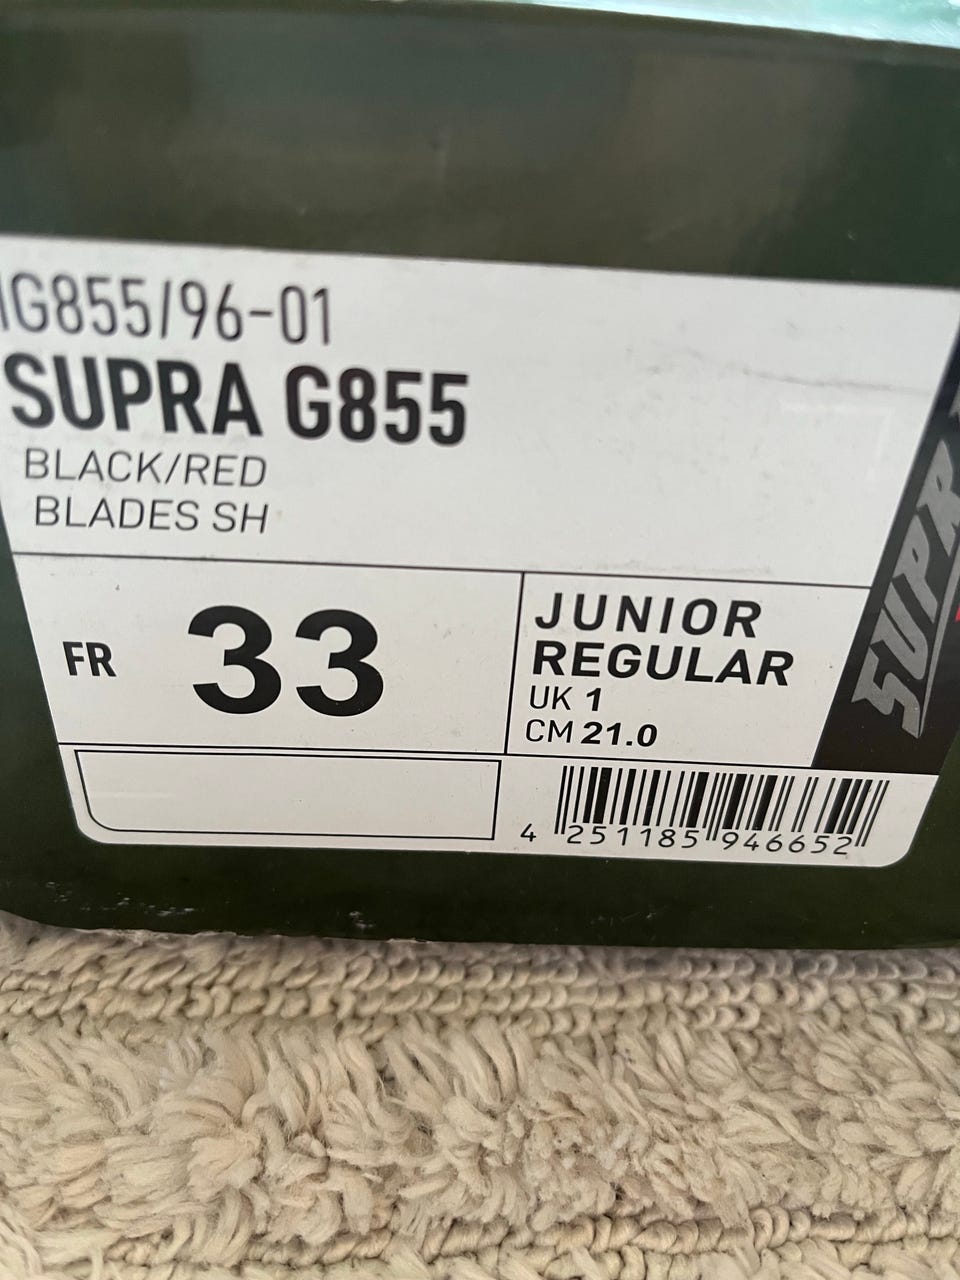 IG855/96-01
SUPRA G855
BLACK/RED
BLADES SH
FR 33
JUNIOR
REGULAR
UK 1
CM 21.0
4 251185 946652
SUPR